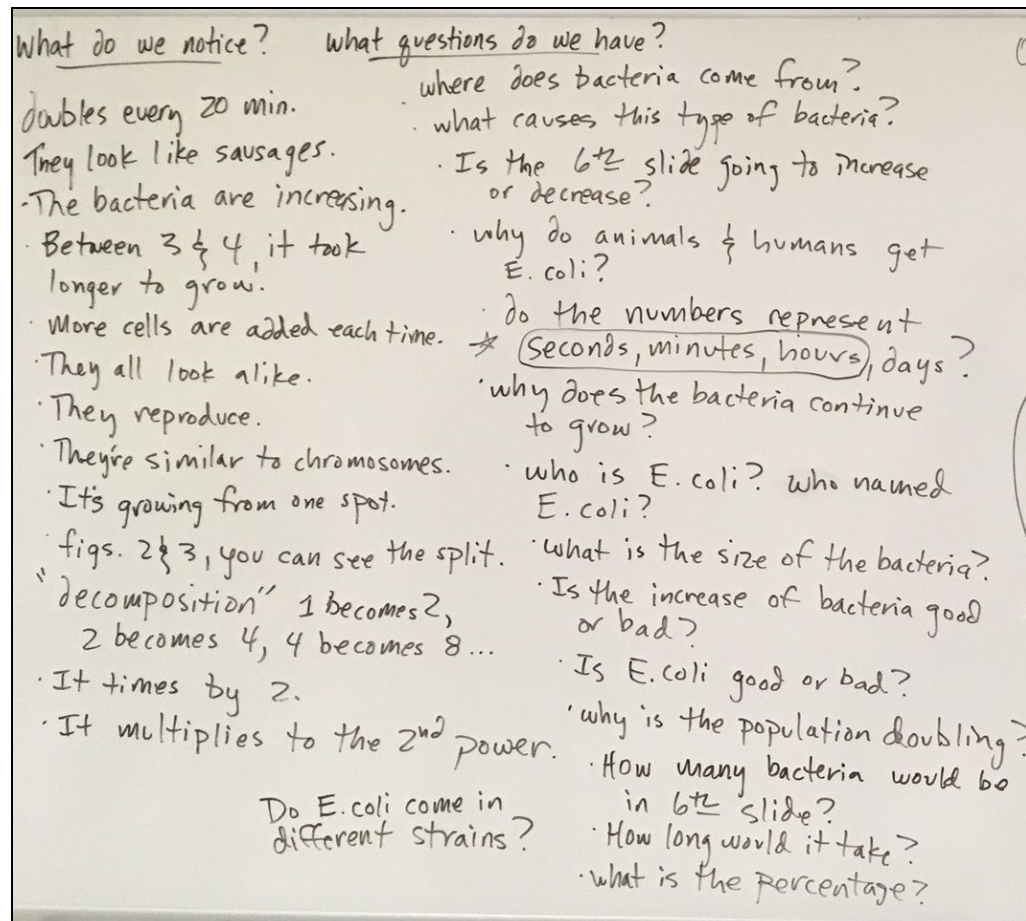 What do we notice?
doubles every 20 min.
They look like sausages.
· The bacteria are increasing.
· Between 3 & 4, it took
longer to grow.
· More cells are added each time.
· They all look alike.
· They reproduce.
· They're similar to chromosomes.
· It's growing from one spot.
figs. 2 & 3, you can see the split.
"decomposition" 1 becomes 2,
2 becomes 4, 4 becomes 8...
· It times by 2.
· It multiplies to the 2nd power.
What questions do we have?
where does bacteria come from?
· what causes this type of bacteria?
· Is the 6th slide going to increase
or decrease?
· why do animals & humans get
E. coli?
· do the numbers represent
☆ seconds, minutes, hours, days?
· why does the bacteria continue
to grow?
· who is E. coli? who named
E. coli?
· what is the size of the bacteria?
· Is the increase of bacteria good
or bad?
· Is E. coli good or bad?
· why is the population doubling?
· How many bacteria would be
in 6th slide?
· How long would it take?
· what is the percentage?
Do E. coli come in
different strains?